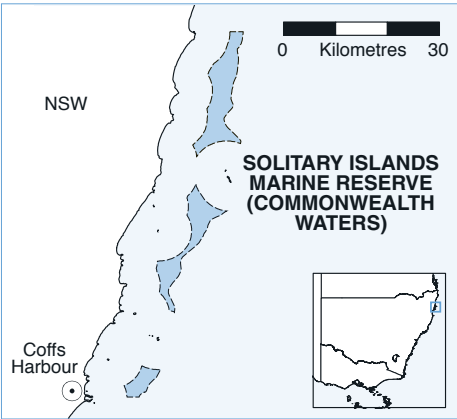 0 Kilometres 30
NSW
SOLITARY ISLANDS
MARINE RESERVE
(COMMONWEALTH
WATERS)
Coffs
Harbour